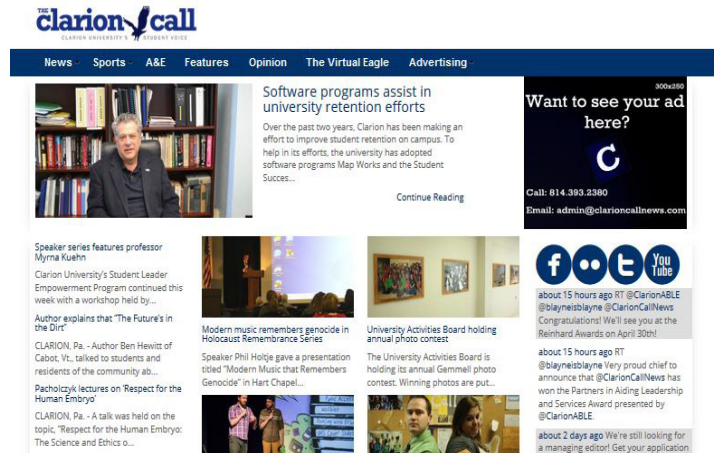 THE
clarion call
CLARION UNIVERSITY'S STUDENT VOICE
News Sports A&E Features Opinion The Virtual Eagle Advertising
Software programs assist in
university retention efforts
Over the past two years, Clarion has been making an
effort to improve student retention on campus. To
help in its efforts, the university has adopted
software programs Map Works and the Student
Succes...
Continue Reading
300x250
Want to see your ad
here?
Call: 814.393.2380
Email: admin@clarioncallnews.com
Speaker series features professor
Myrna Kuehn
Clarion University's Student Leader
Empowerment Program continued this
week with a workshop held by...
Author explains that "The Future's in
the Dirt"
CLARION, Pa. - Author Ben Hewitt of
Cabot, Vt., talked to students and
residents of the community ab...
Pacholczyk lectures on 'Respect for the
Human Embryo'
CLARION, Pa. - A talk was held on the
topic, "Respect for the Human Embryo:
The Science and Ethics o...
Modern music remembers genocide in
Holocaust Remembrance Series
Speaker Phil Holtje gave a presentation
titled "Modern Music that Remembers
Genocide" in Hart Chapel...
University Activities Board holding
annual photo contest
The University Activities Board is
holding its annual Gemmell photo
contest. Winning photos are put...
f
t
You
Tube
about 15 hours ago RT @ClarionABLE
@blayneisblayne @ClarionCallNews
Congratulations! We'll see you at the
Reinhard Awards on April 30th!
about 15 hours ago RT
@blayneisblayne Very proud chief to
announce that @ClarionCallNews has
won the Partners in Aiding Leadership
and Services Award presented by
@ClarionABLE.
about 2 days ago We're still looking for
a managing editor! Get your application